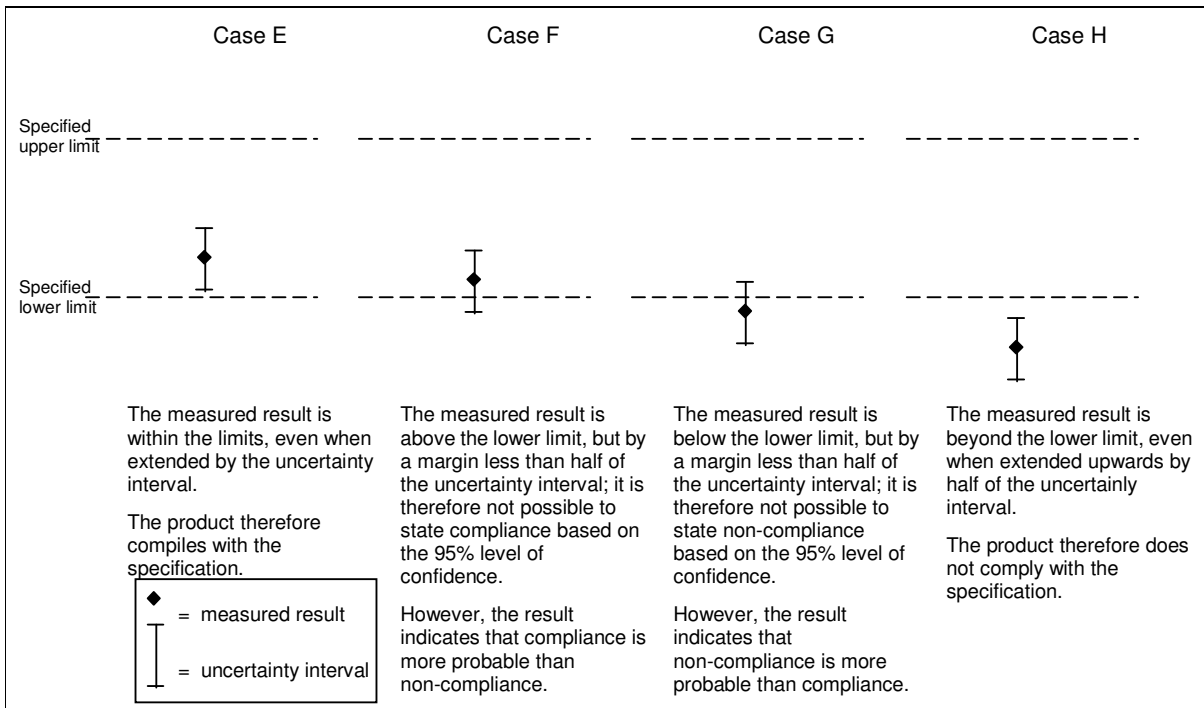 Case E
Case F
Case G
Case H
Specified
upper limit
Specified
lower limit
The measured result is
within the limits, even when
extended by the uncertainty
interval.
The product therefore
compiles with the
specification.
The measured result is
above the lower limit, but by
a margin less than half of
the uncertainty interval; it is
therefore not possible to
state compliance based on
the 95% level of
confidence.
However, the result
indicates that compliance is
more probable than
non-compliance.
The measured result is
below the lower limit, but by
a margin less than half of
the uncertainty interval; it is
therefore not possible to
state non-compliance
based on the 95% level of
confidence.
However, the result
indicates that
non-compliance is more
probable than compliance.
The measured result is
beyond the lower limit, even
when extended upwards by
half of the uncertainly
interval.
The product therefore does
not comply with the
specification.
= measured result
= uncertainty interval